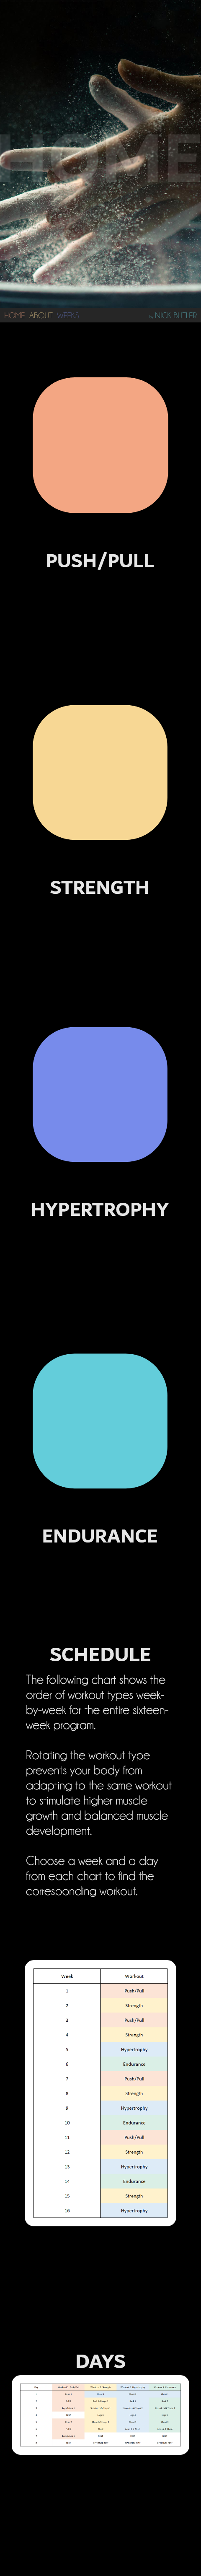 HOME
HOME ABOUT WEEKS by NICK BUTLER
PUSH/PULL
STRENGTH
HYPERTROPHY
ENDURANCE
SCHEDULE
The following chart shows the
order of workout types week-
by-week for the entire sixteen-
week program.
Rotating the workout type
prevents your body from
adapting to the same workout
to stimulate higher muscle
growth and balanced muscle
development.
Choose a week and a day
from each chart to find the
corresponding workout.
Week Workout
1 Push/Pull
2 Strength
3 Push/Pull
4 Strength
5 Hypertrophy
6 Endurance
7 Push/Pull
8 Strength
9 Hypertrophy
10 Endurance
11 Push/Pull
12 Strength
13 Hypertrophy
14 Endurance
15 Strength
16 Hypertrophy
DAYS